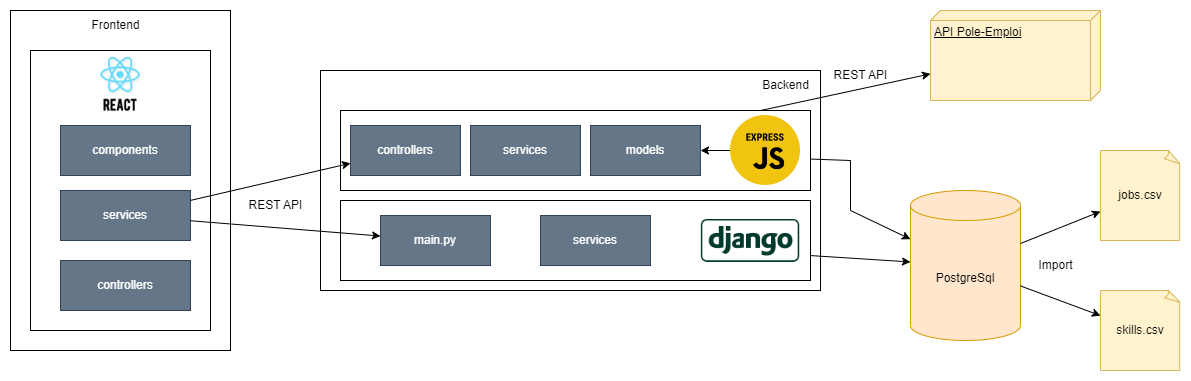 Frontend
REACT
components
services
controllers
REST API
Backend
controllers
services
models
EXPRESS
JS
main.py
services
django
REST API
API Pole-Emploi
PostgreSql
Import
jobs.csv
skills.csv